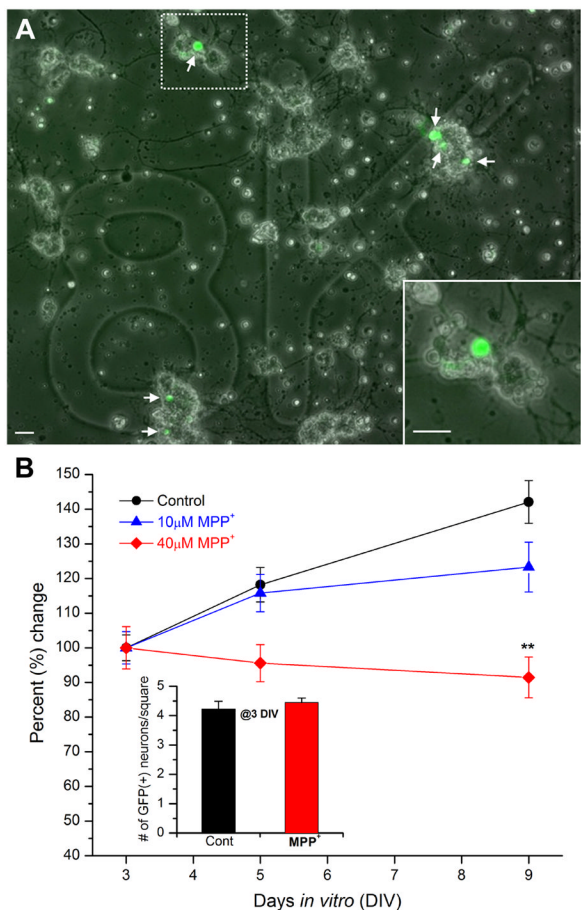 A
B
150
140
130
120
110
100
90
80
70
60
50
40
Percent (%) change
Control
10μM MPP⁺
40μM MPP⁺
**
5
4
3
2
1
0
# of GFP(+) neurons/square
@3 DIV
Cont
MPP⁺
3
4
5
6
7
8
9
Days in vitro (DIV)